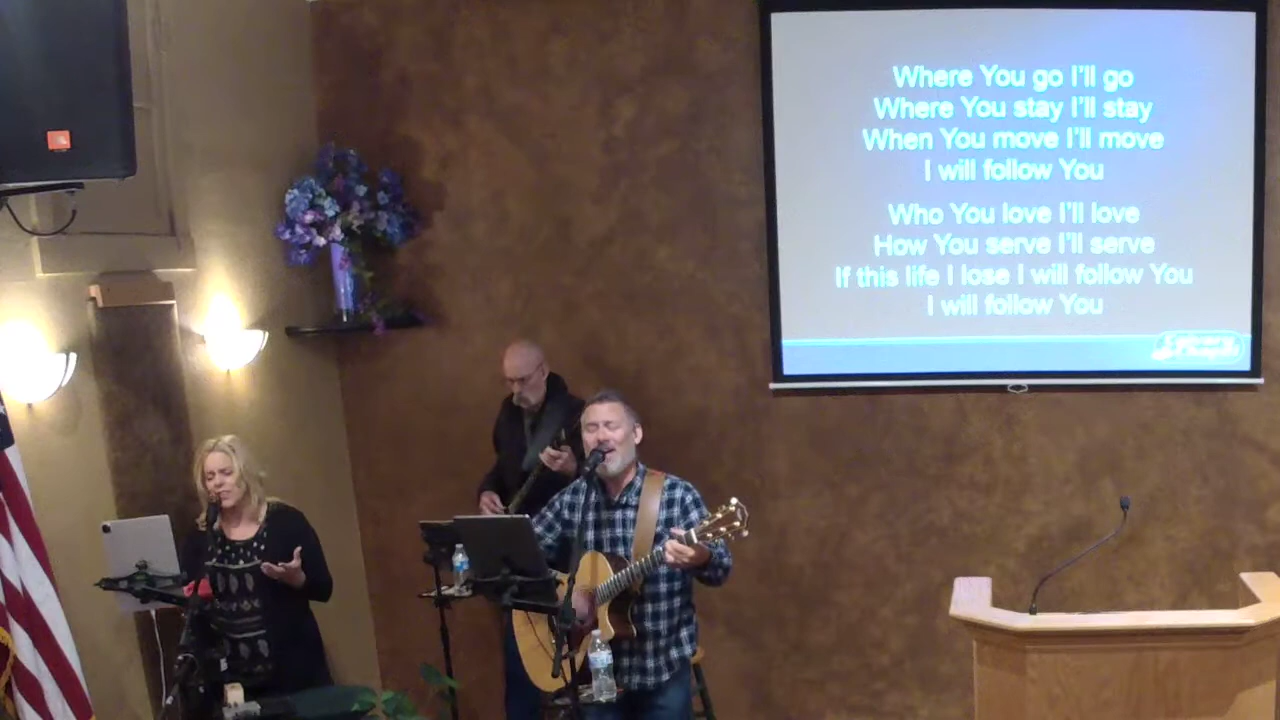 Where You go I'll go
Where You stay I'll stay
When You move I'll move
I will follow You
Who You love I'll love
How You serve I'll serve
If this life I lose I will follow You
I will follow You